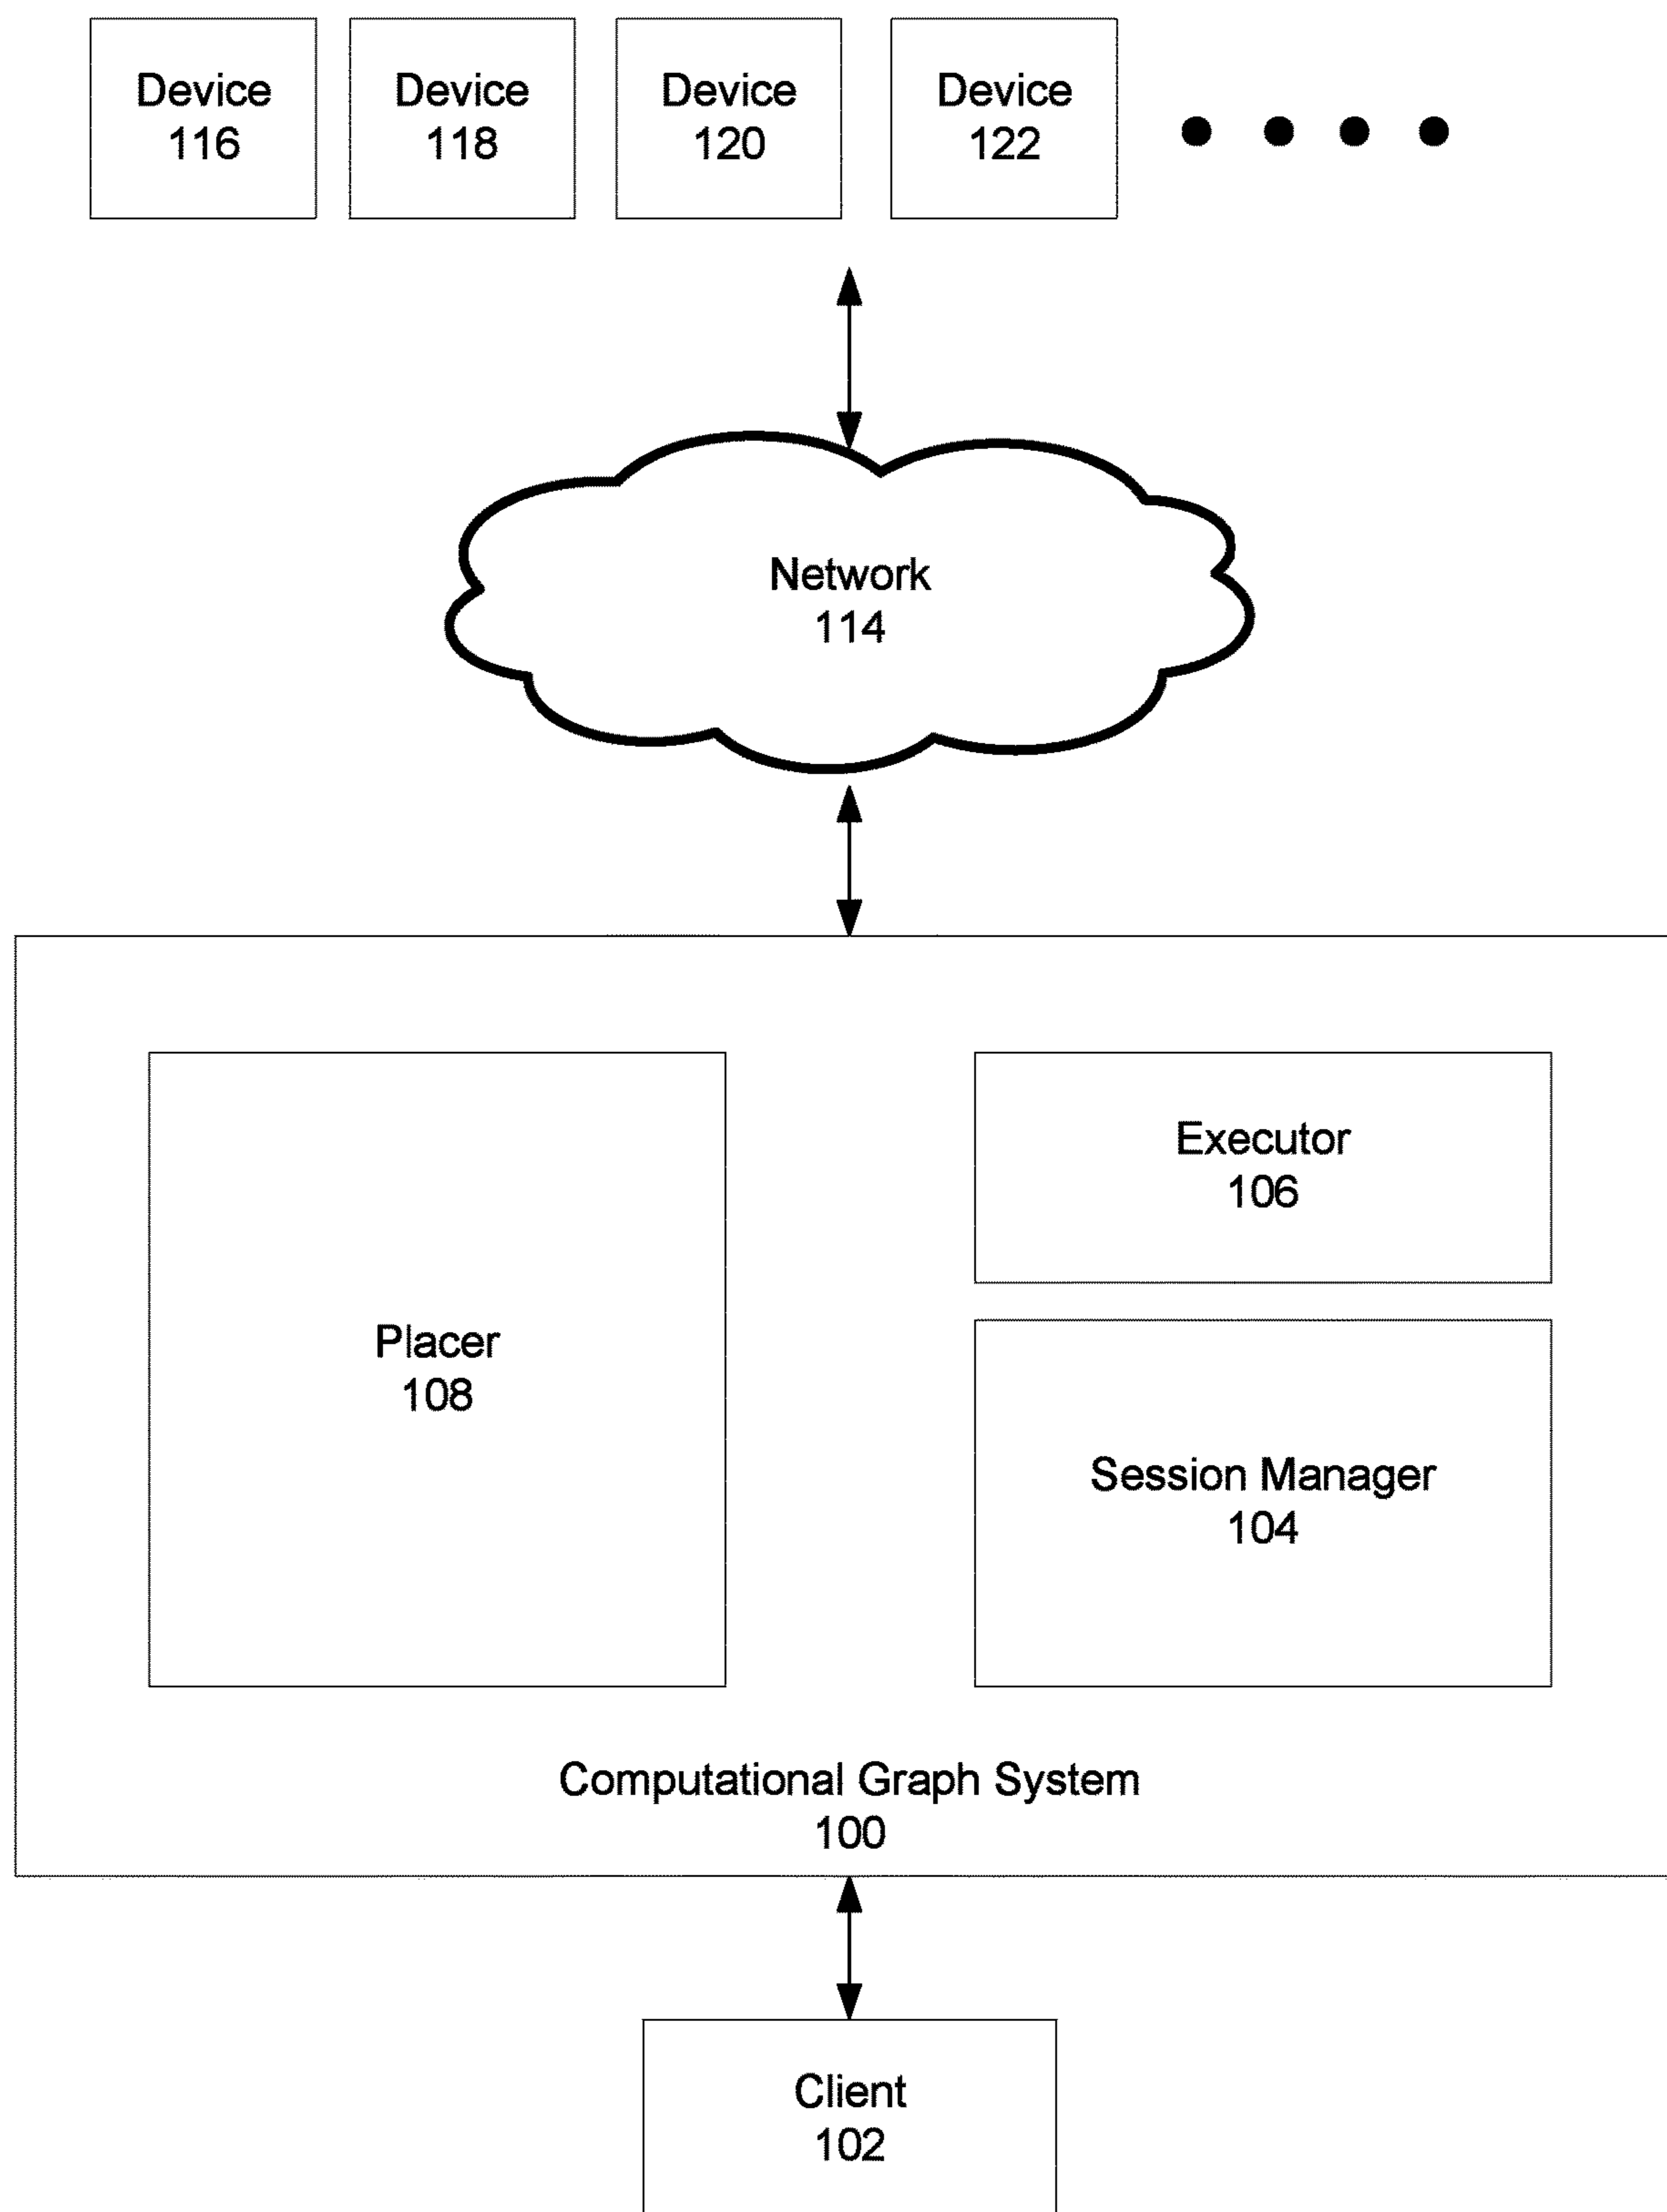 Device
116
Device
118
Device
120
Device
122
Network
114
Placer
108
Executor
106
Session Manager
104
Computational Graph System
100
Client
102